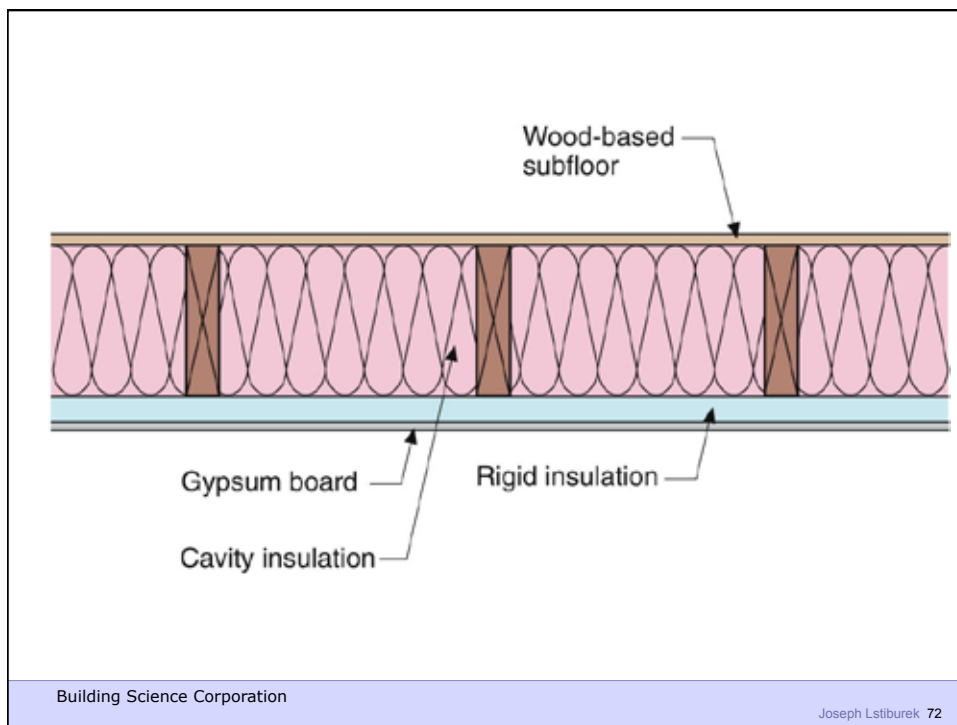 Wood-based
subfloor
Gypsum board
Rigid insulation
Cavity insulation
Building Science Corporation
Joseph Lstiburek 72